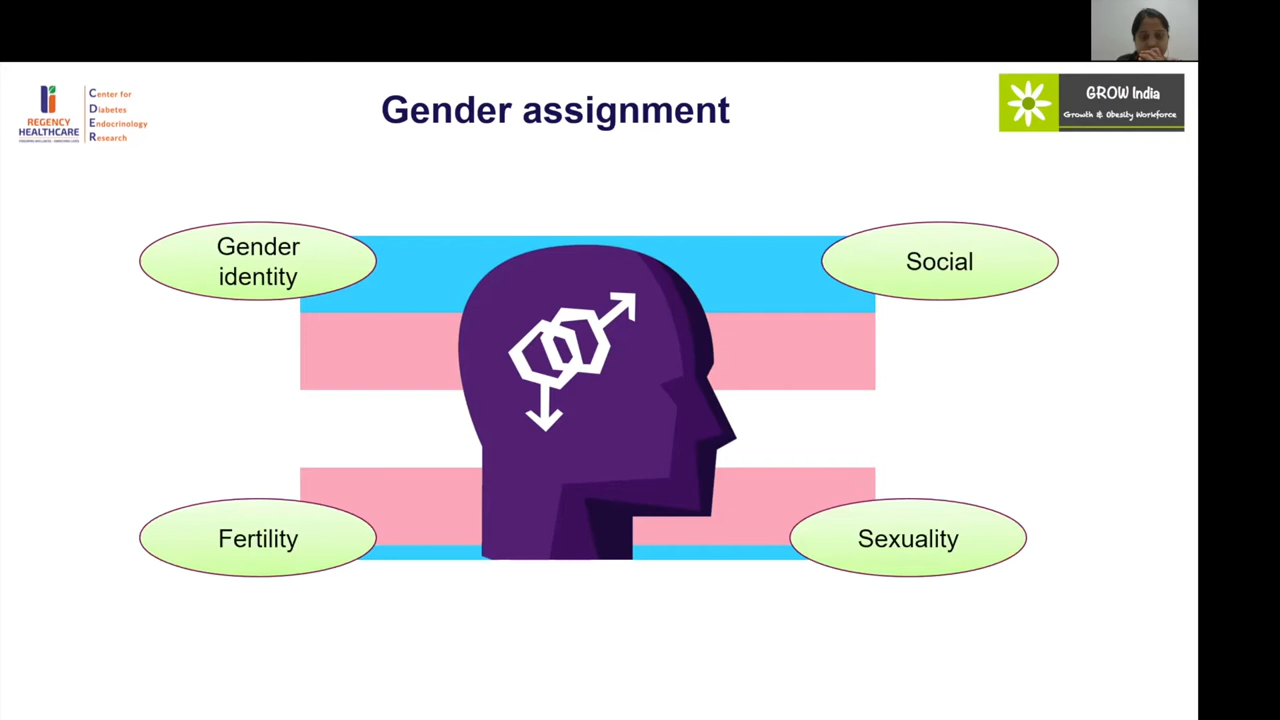 Gender assignment
REGENCY
HEALTHCARE
Center for
Diabetes
Endocrinology
Research
GROW India
Growth & Obesity Workforce
Gender
identity
Social
Fertility
Sexuality